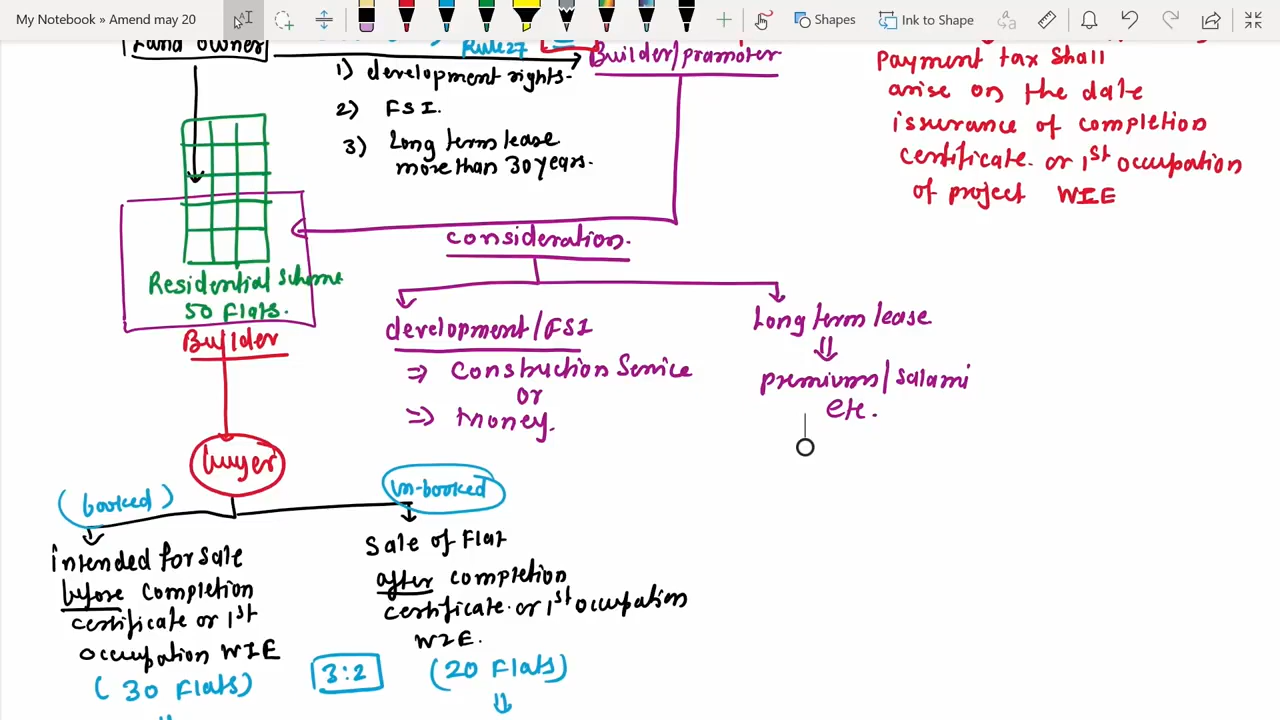 My Notebook » Amend may 20
Shapes
Ink to Shape
Land owner
Rule 27
Builder/promoter
1) development rights-
2) FSI.
3) Long term lease
more than 30 years.
Payment tax shall
arise on the date
issurance of completion
certificate. or 1st occupation
of project WIE
consideration.
Residential Scheme
50 Flats.
Builder
development/FSI
⇒ Construction Service
or
⇒ Money.
Long term lease
⇓
premiums/salami
etc.
buyer
(booked)
un-booked
intended for sale
before completion
certificate or 1st
occupation WIE
(30 Flats)
3:2
Sale of Flat
after completion
certificate. or 1st occupation
WIE.
(20 Flats)